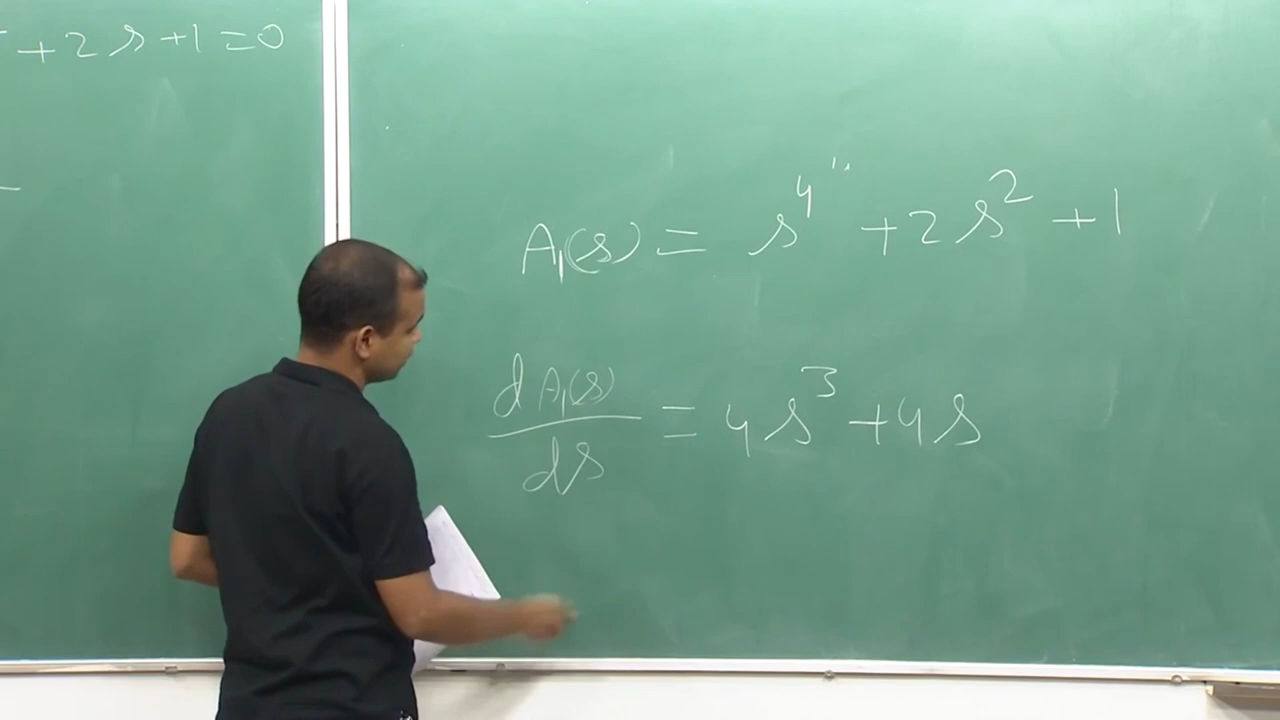 +2s+1=0
A₁(s) = s⁴ +2s² +1
dA₁(s)/ds = 4s³ +4s